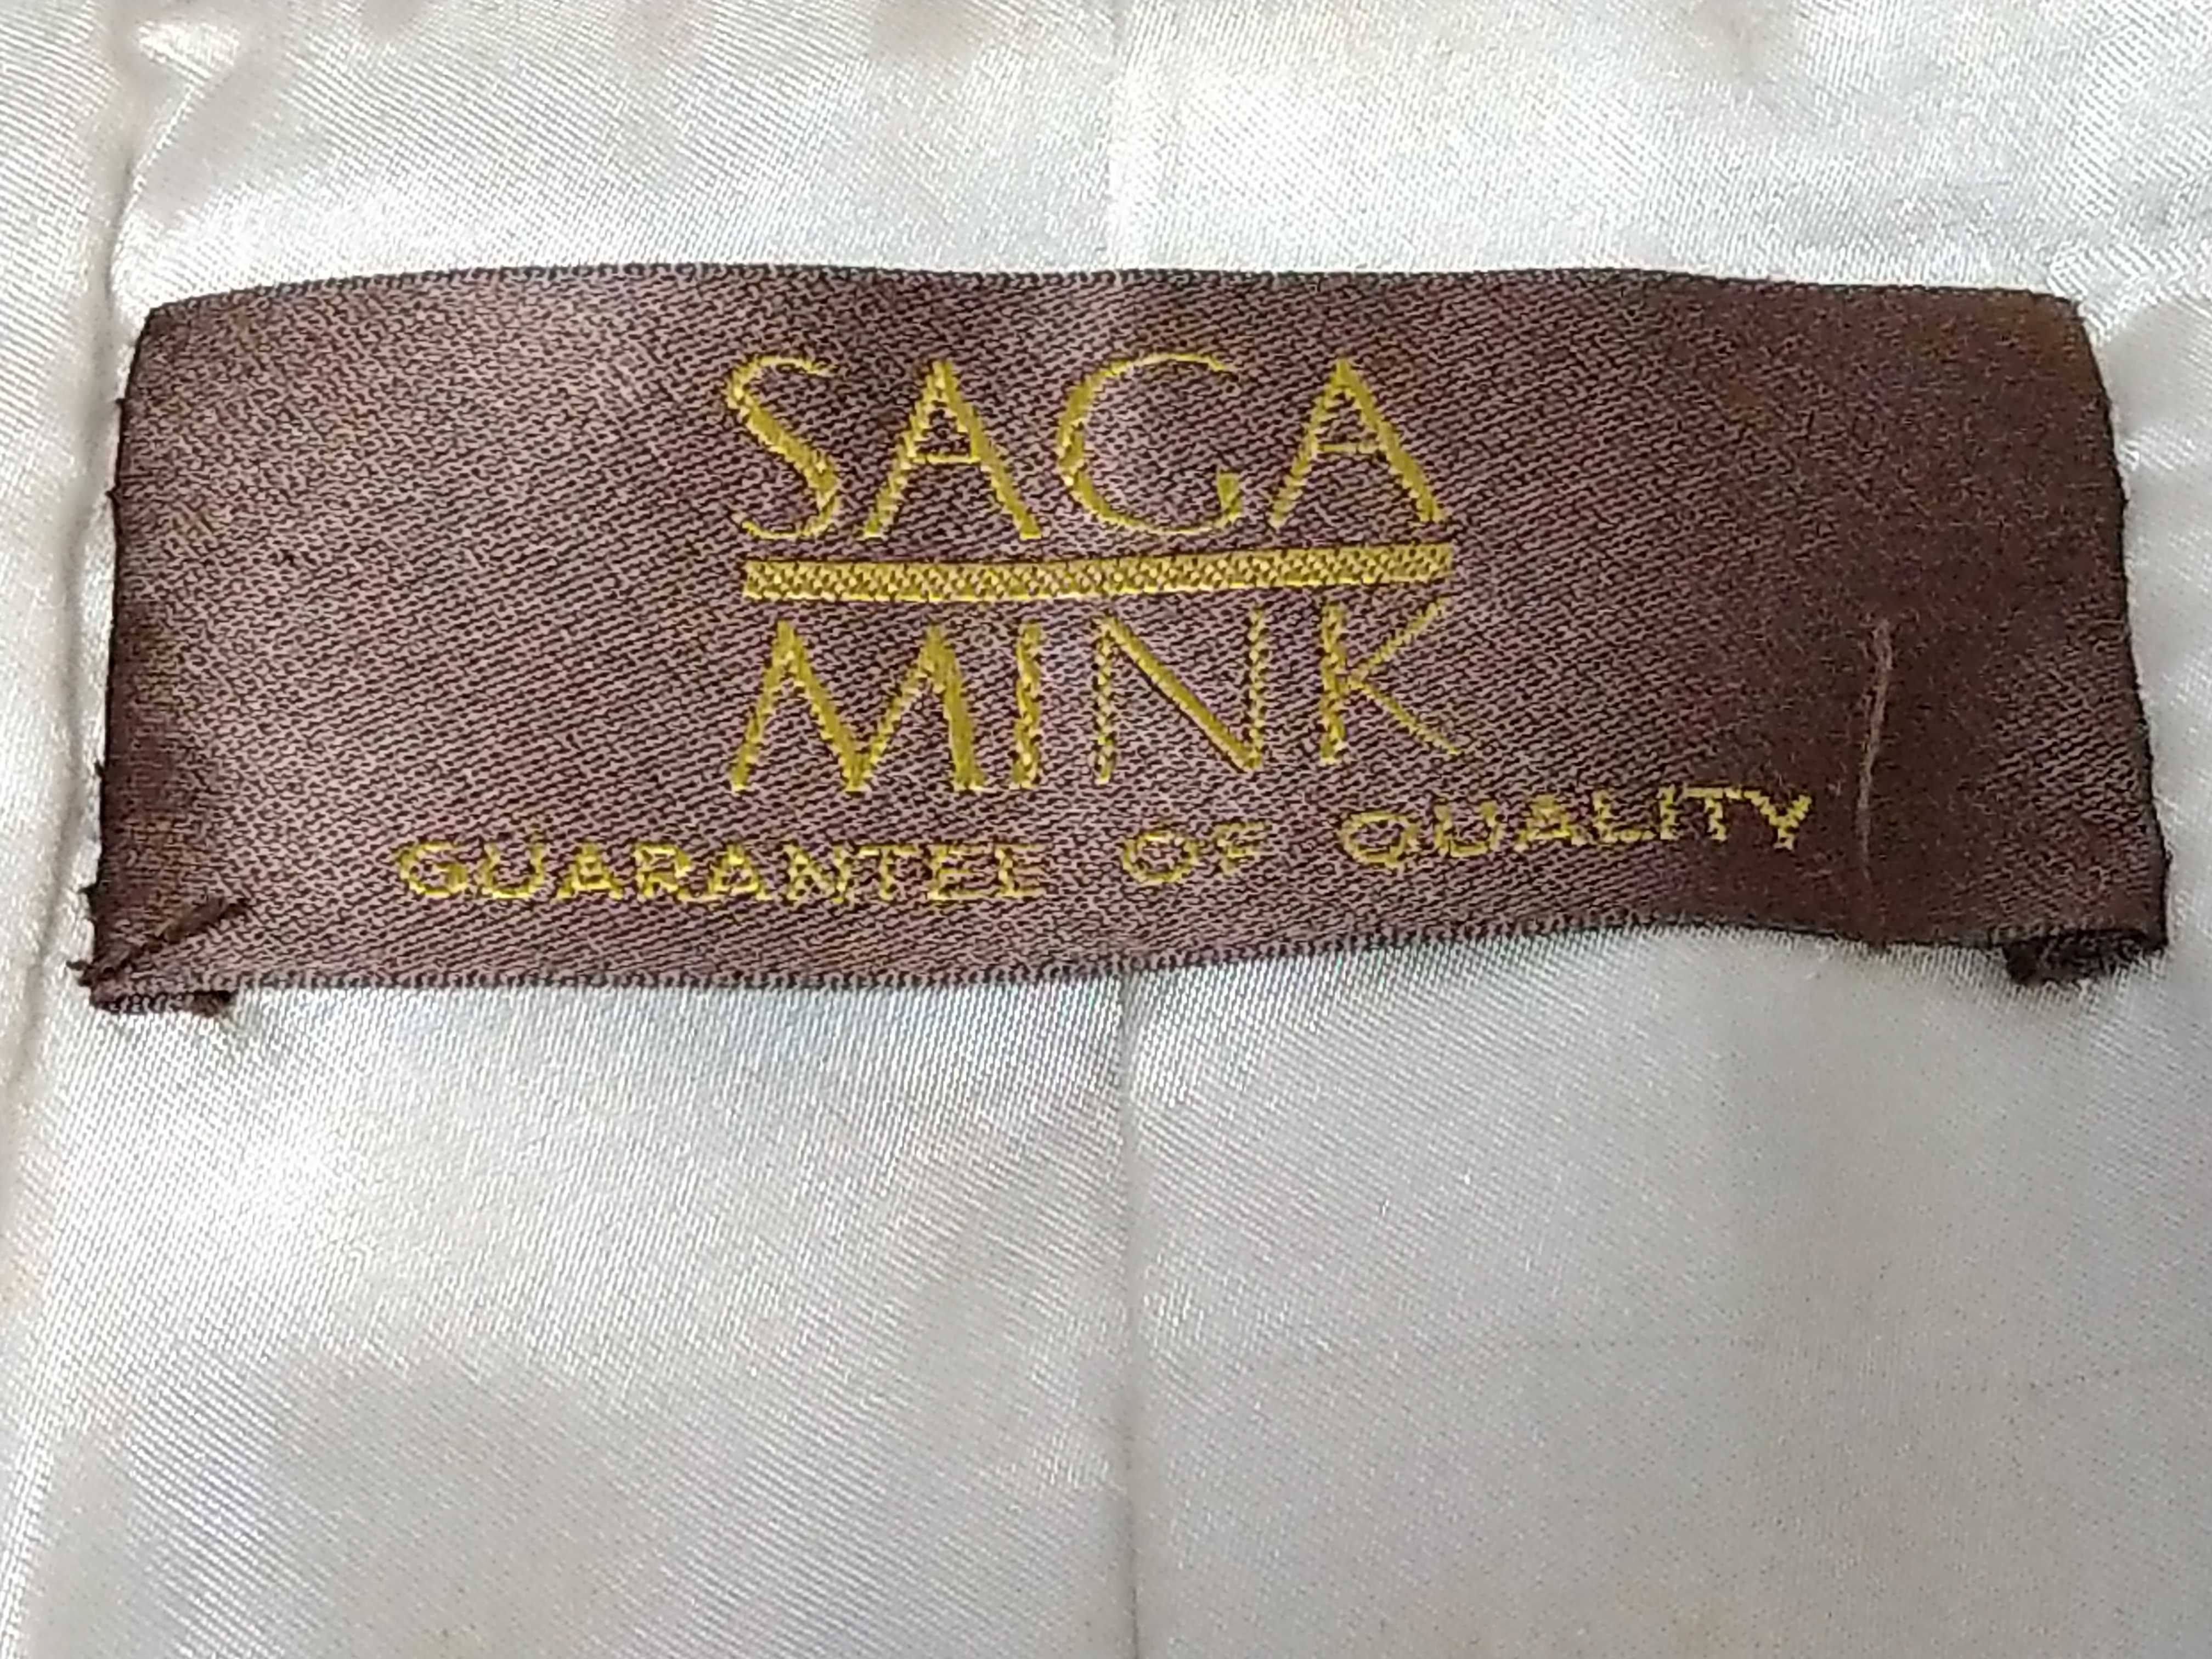 SAGA
MINK
GUARANTEE OF QUALITY